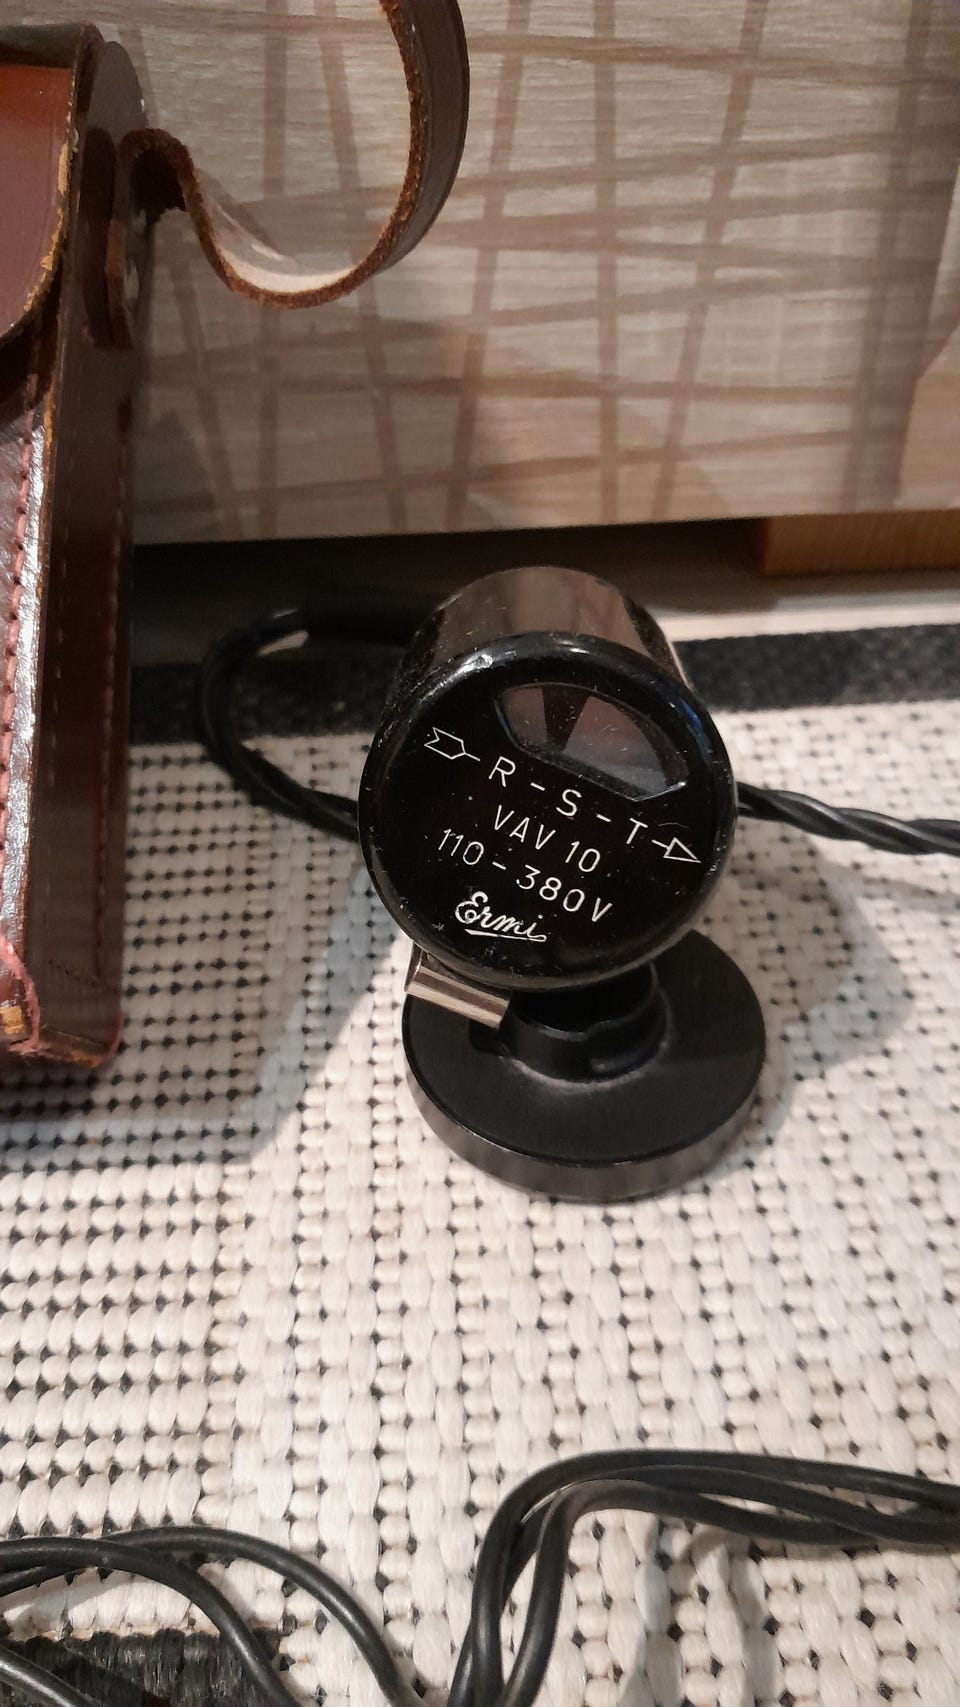 R - S - T
VAV 10
110 - 380V
Ermi